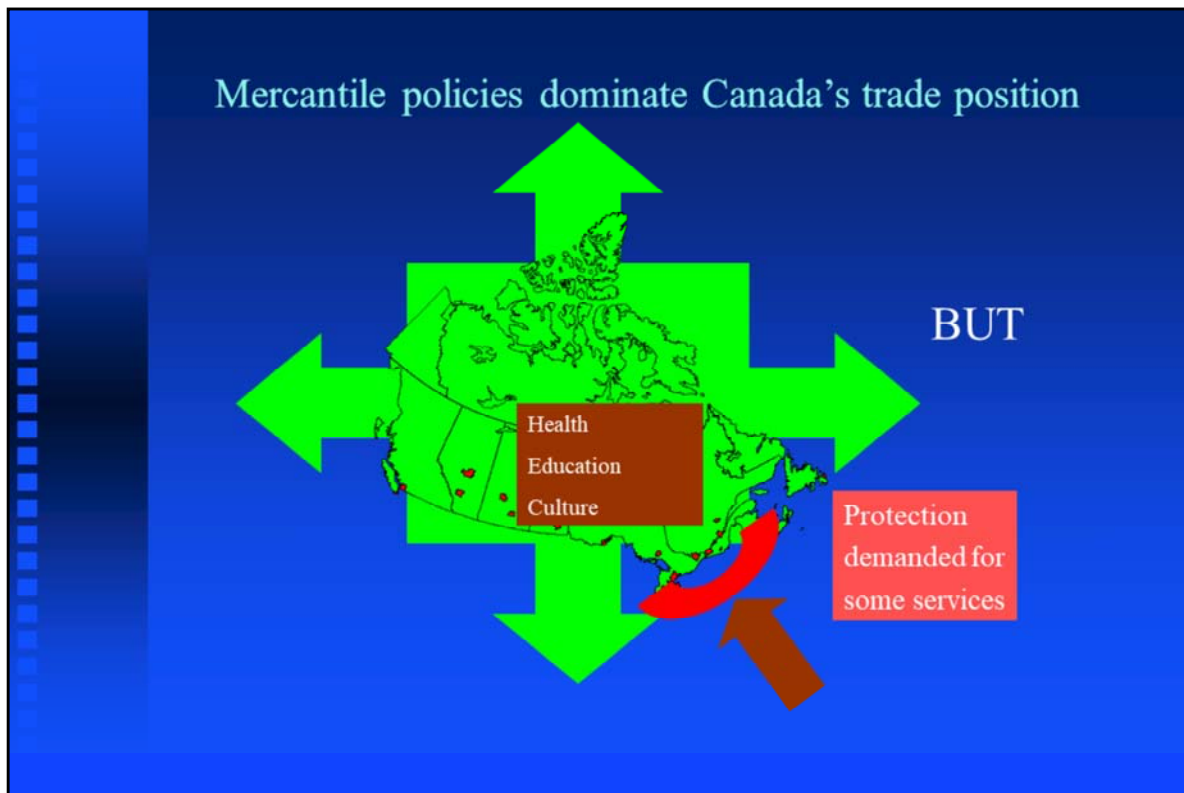 Mercantile policies dominate Canada’s trade position
BUT
Health
Education
Culture
Protection
demanded for
some services